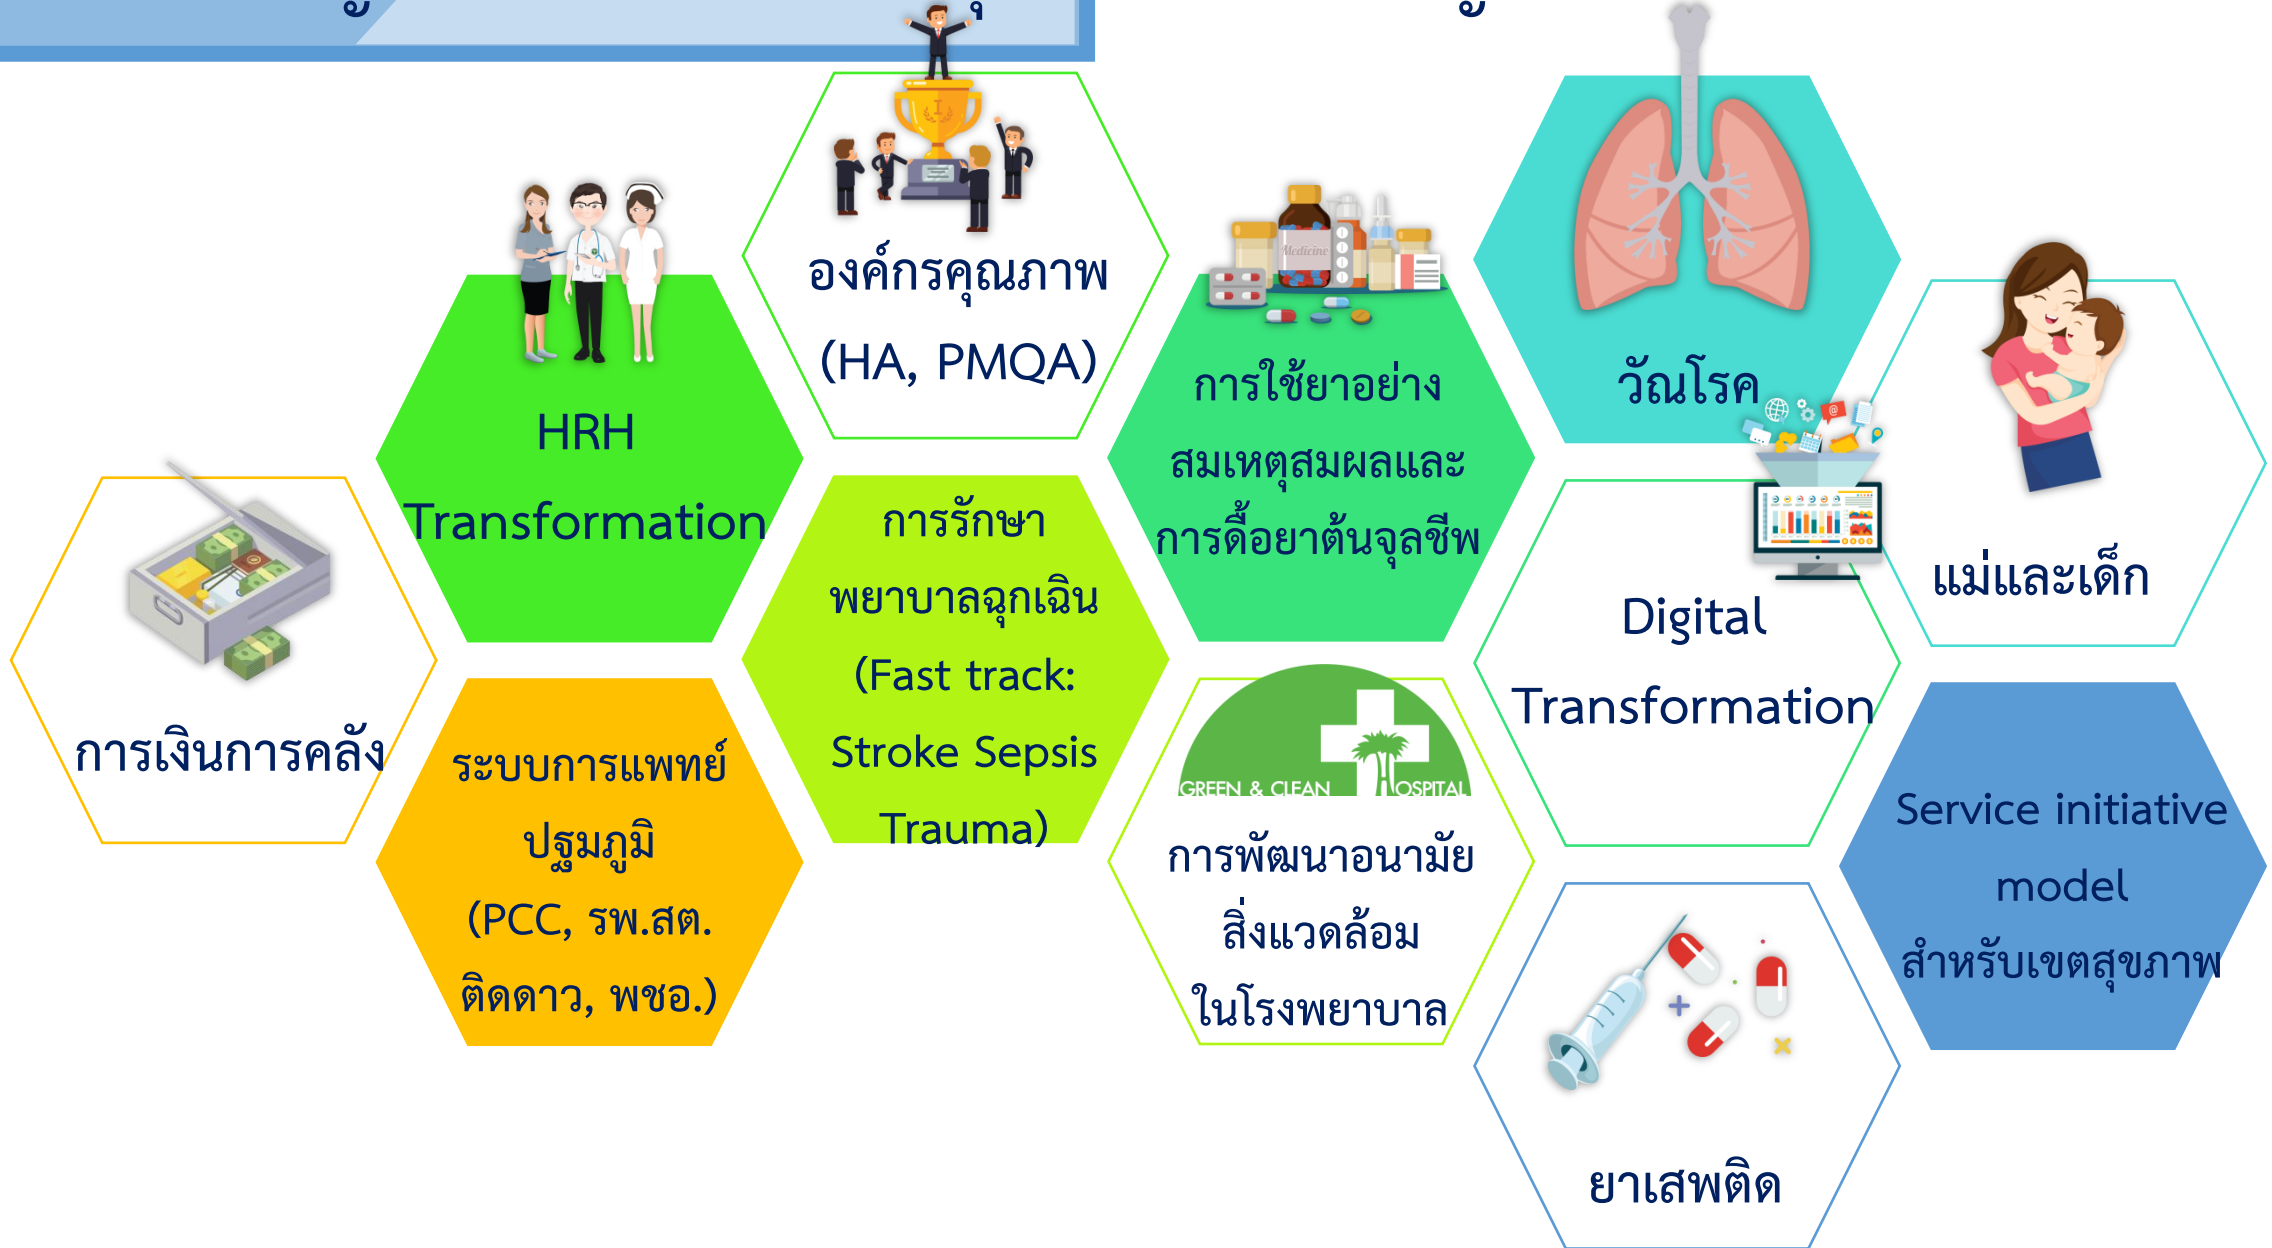 องค์กรคุณภาพ
(HA, PMQA)
HRH
Transformation
การเงินการคลัง
ระบบการแพทย์
ปฐมภูมิ
(PCC, รพ.สต.
ติดดาว, พชอ.)
การรักษา
พยาบาลฉุกเฉิน
(Fast track:
Stroke Sepsis
Trauma)
Medicine
การใช้ยาอย่าง
สมเหตุสมผลและ
การดื้อยาต้นจุลชีพ
GREEN & CLEAN HOSPITAL
การพัฒนาอนามัย
สิ่งแวดล้อม
ในโรงพยาบาล
วัณโรค
Digital
Transformation
แม่และเด็ก
Service initiative
model
สำหรับเขตสุขภาพ
ยาเสพติด